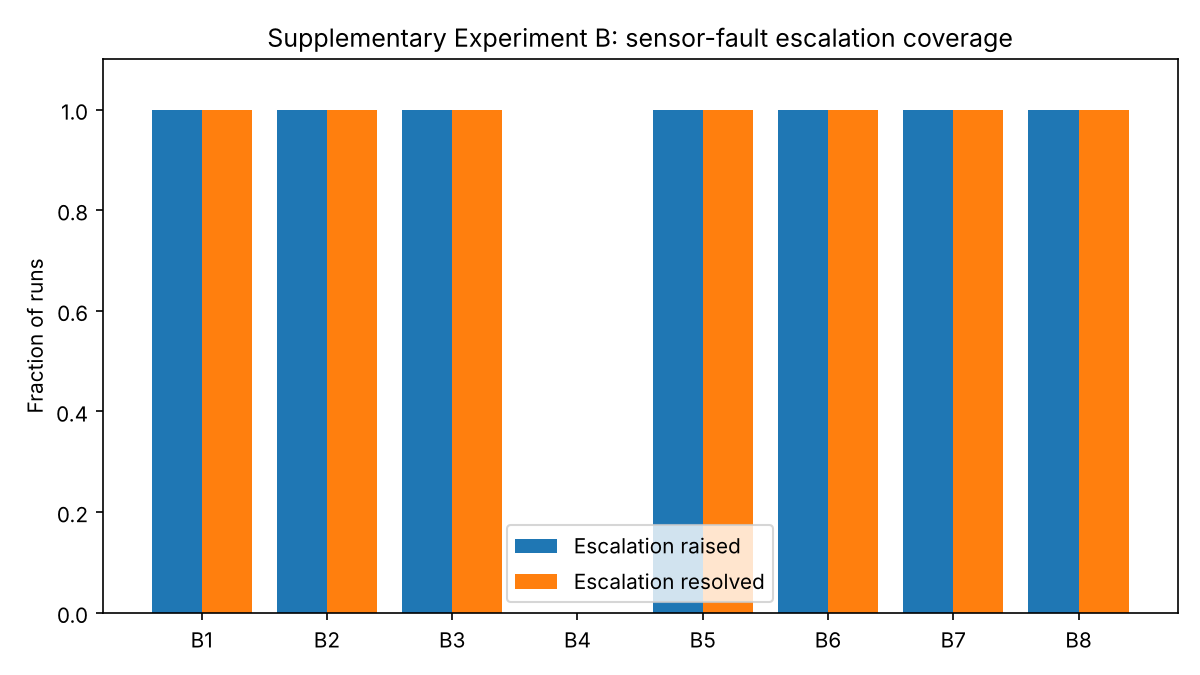 Supplementary Experiment B: sensor-fault escalation coverage
Fraction of runs
1.0
0.8
0.6
0.4
0.2
0.0
Escalation raised
Escalation resolved
B1 B2 B3 B4 B5 B6 B7 B8